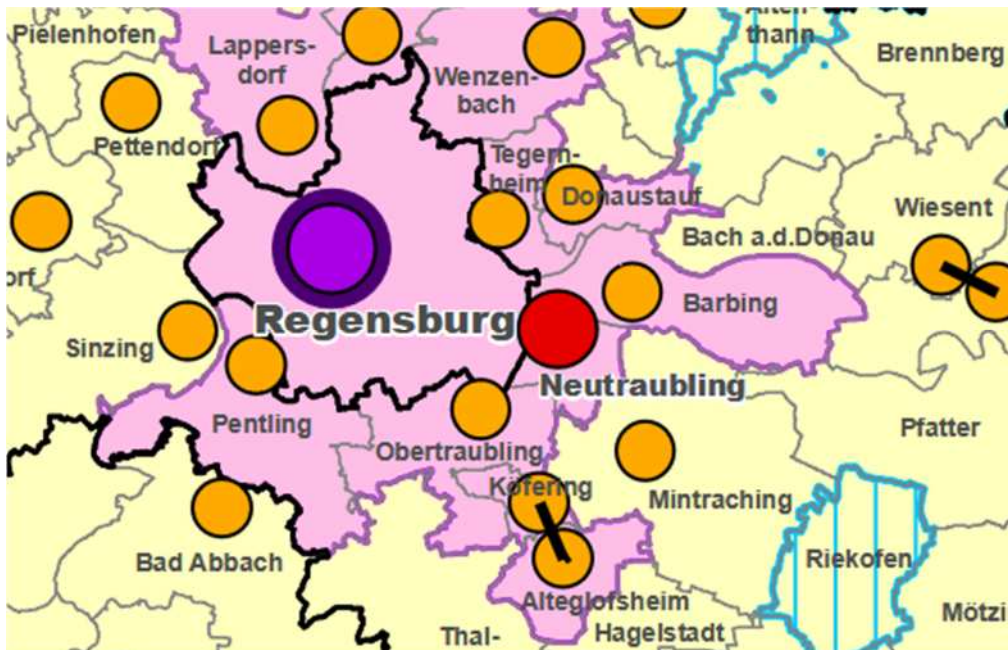 Pielenhofen
Lappers-
dorf
Wenzen-
bach
Alten-
thann
Brennberg
Pettendorf
Tegern-
heim
Donaustauf
Wiesent
Bach a.d.Donau
orf
Barbing
Regensburg
Sinzing
Neutraubling
Pentling
Obertraubling
Pfatter
Köfering
Mintraching
Bad Abbach
Riekofen
Alteglofsheim
Mötzi
Thal-
Hagelstadt